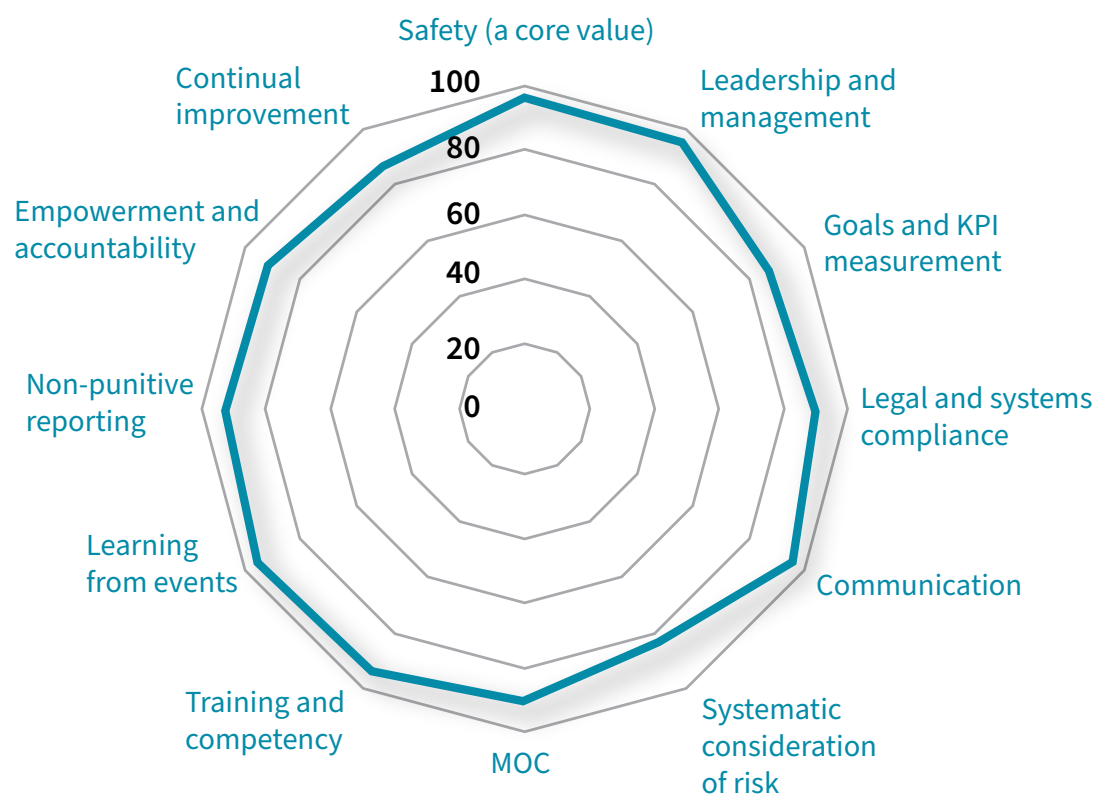 Safety (a core value)
Leadership and
management
Goals and KPI
measurement
Legal and systems
compliance
Communication
Systematic
consideration
of risk
MOC
Training and
competency
Learning
from events
Non-punitive
reporting
Empowerment and
accountability
Continual
improvement
100
80
60
40
20
0